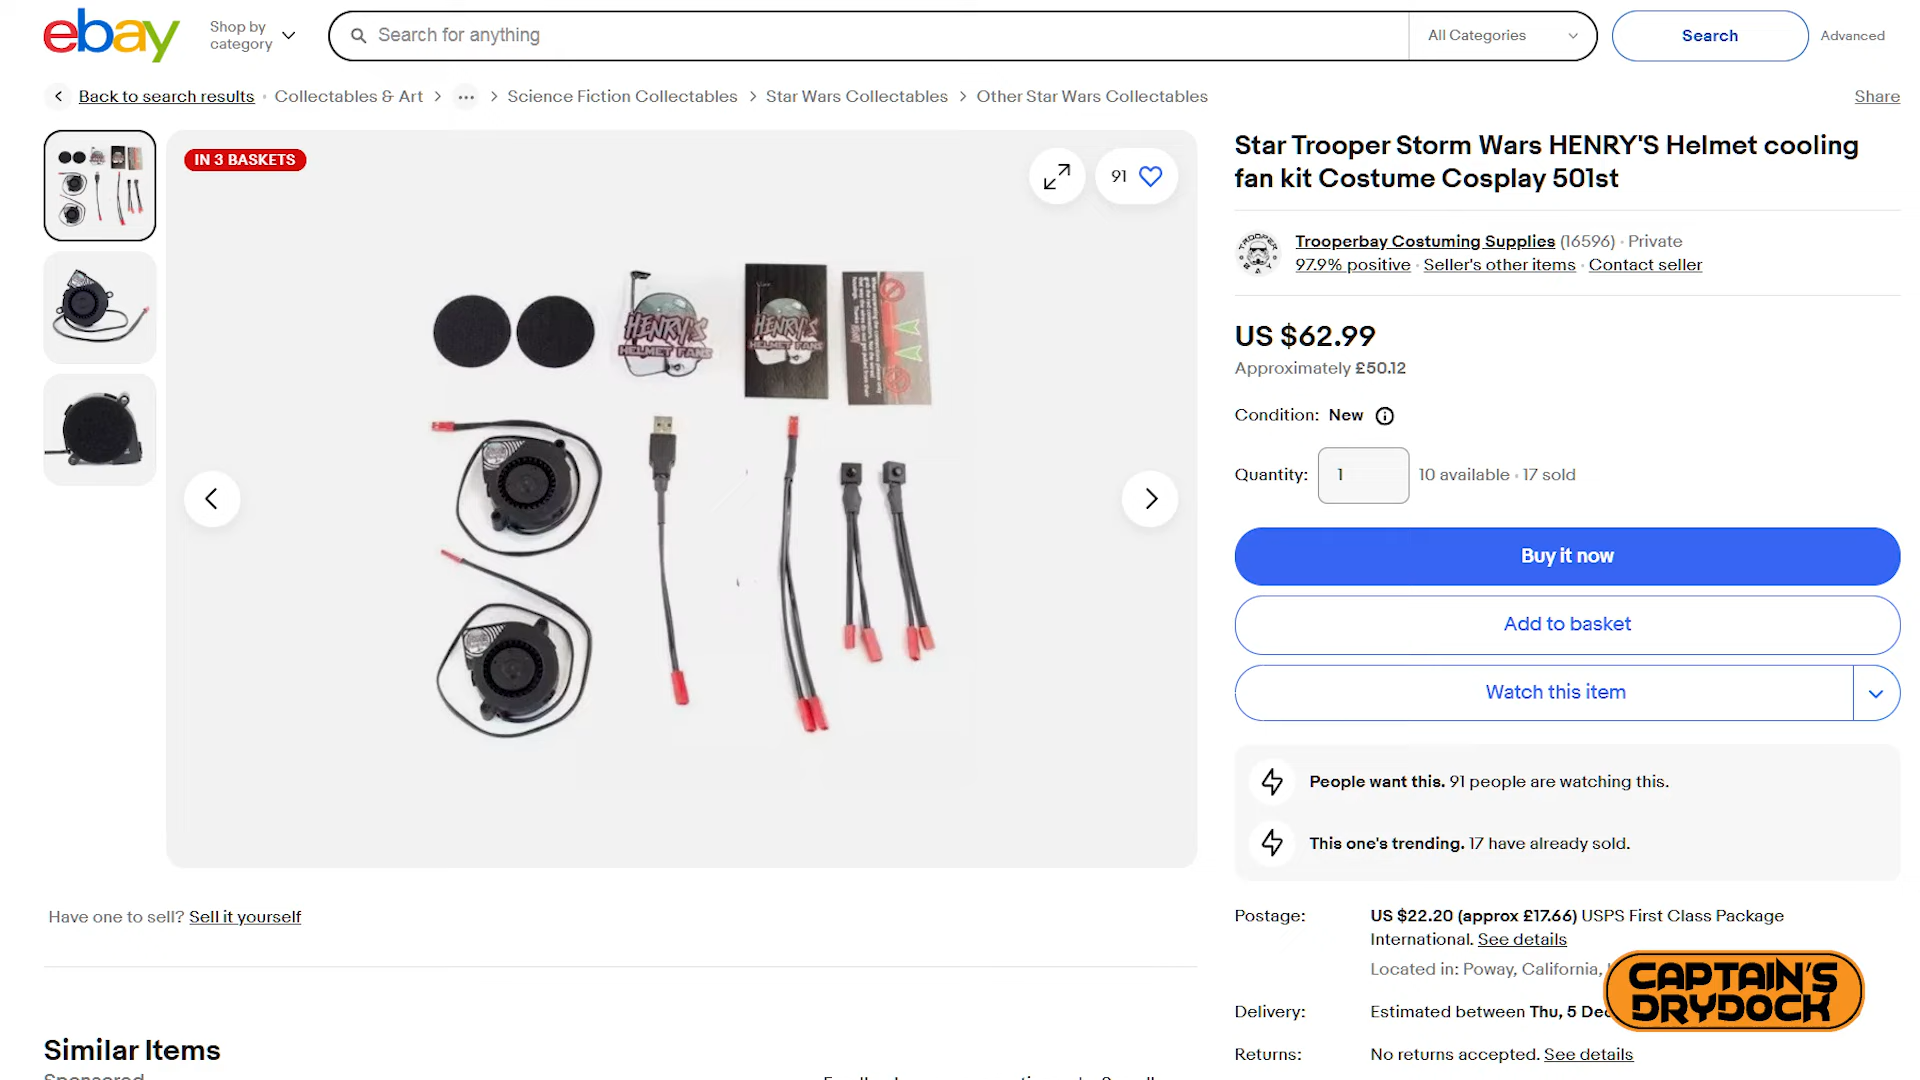 ebay
Shop by
category
Search for anything
All Categories
Search
Advanced
Back to search results
Collectables & Art
Science Fiction Collectables
Star Wars Collectables
Other Star Wars Collectables
Share
IN 3 BASKETS
91
HENRY'S
HELMET FANS
HENRY'S
HELMET FANS
Star Trooper Storm Wars HENRY'S Helmet cooling
fan kit Costume Cosplay 501st
TROOPER
BAY
Trooperbay Costuming Supplies (16596) · Private
97.9% positive · Seller's other items · Contact seller
US $62.99
Approximately £50.12
Condition: New
Quantity: 1 10 available · 17 sold
Buy it now
Add to basket
Watch this item
People want this. 91 people are watching this.
This one's trending. 17 have already sold.
Postage: US $22.20 (approx £17.66) USPS First Class Package
International. See details
Located in: Poway, California,
Delivery: Estimated between Thu, 5 Dec
Returns: No returns accepted. See details
CAPTAIN'S
DRYDOCK
Have one to sell? Sell it yourself
Similar Items
Sponsored